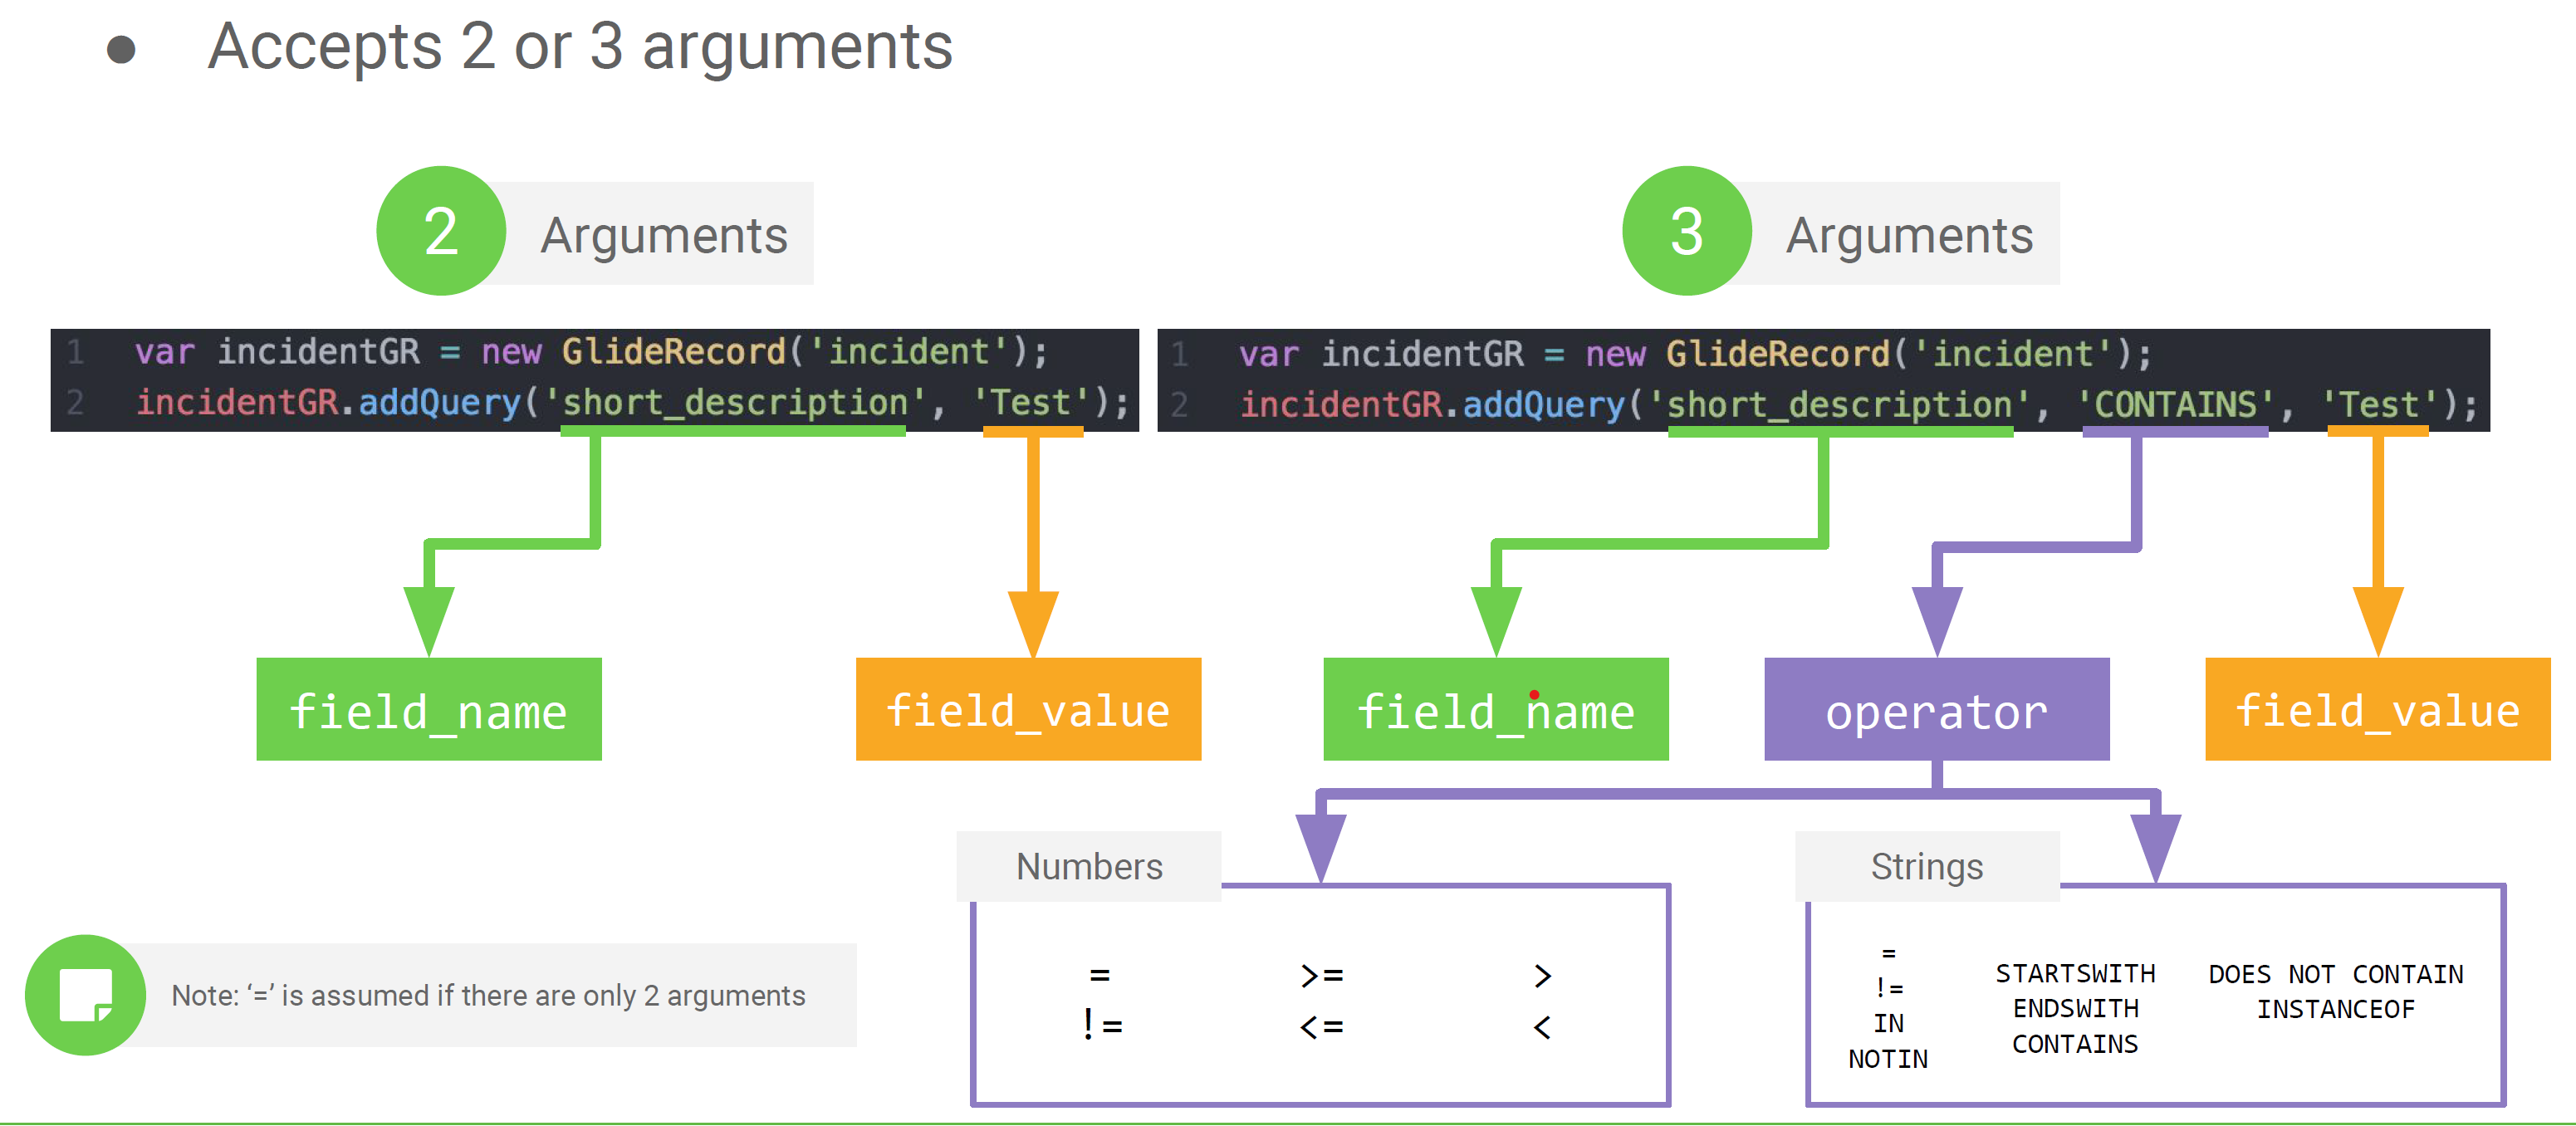 ● Accepts 2 or 3 arguments
2 Arguments
3 Arguments
1 var incidentGR = new GlideRecord('incident');
2 incidentGR.addQuery('short_description', 'Test');
1 var incidentGR = new GlideRecord('incident');
2 incidentGR.addQuery('short_description', 'CONTAINS', 'Test');
field_name
field_value
field_name
operator
field_value
Numbers
= >= >
!= <= <
Strings
=
!=
IN
NOTIN
STARTSWITH
ENDSWITH
CONTAINS
DOES NOT CONTAIN
INSTANCEOF
Note: ‘=’ is assumed if there are only 2 arguments